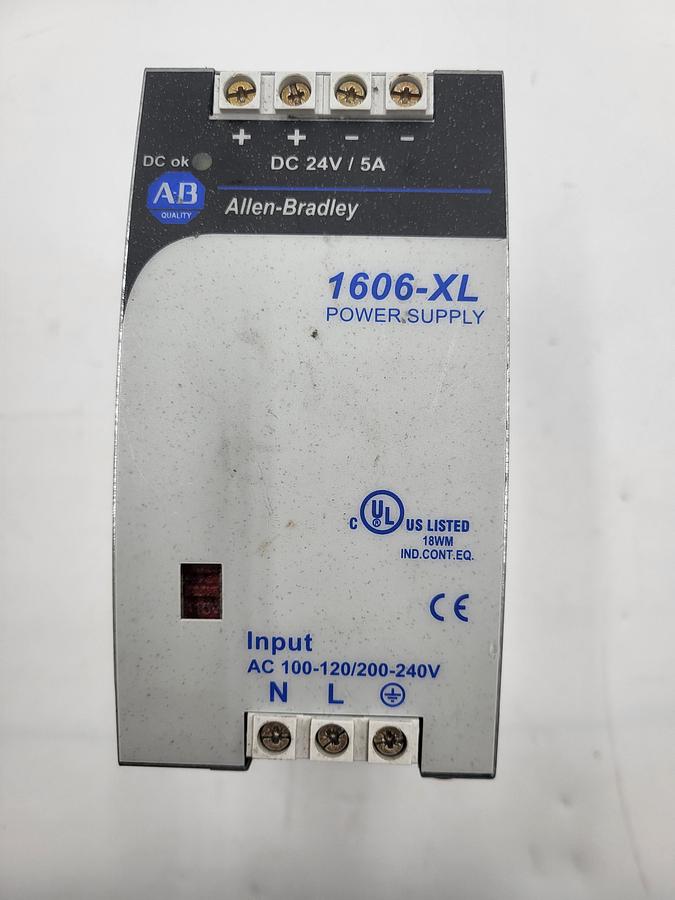 + + - -
DC 24V / 5A
DC ok
A·B
QUALITY
Allen-Bradley
1606-XL
POWER SUPPLY
C UL ® US LISTED
18WM
IND.CONT.EQ.
CE
Input
AC 100-120/200-240V
N L